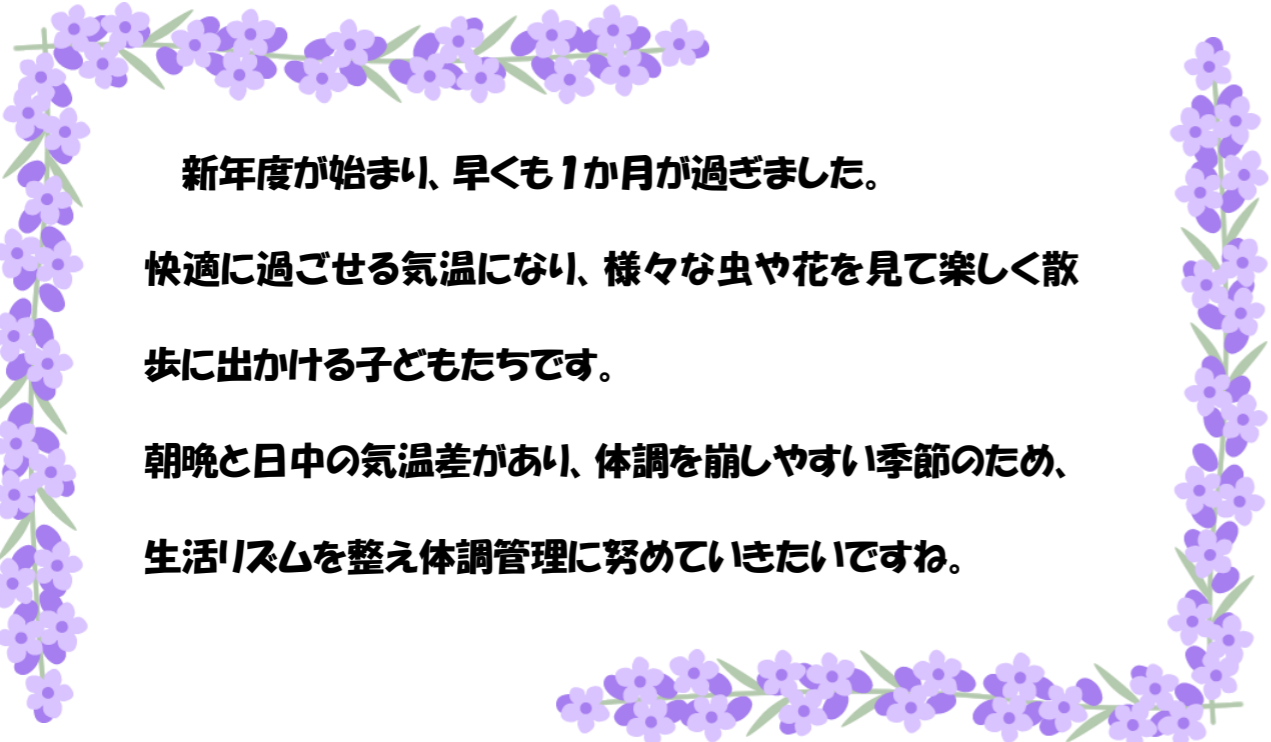 新年度が始まり、早くも1か月が過ぎました。
快適に過ごせる気温になり、様々な虫や花を見て楽しく散
歩に出かける子どもたちです。
朝晩と日中の気温差があり、体調を崩しやすい季節のため、
生活リズムを整え体調管理に努めていきたいですね。